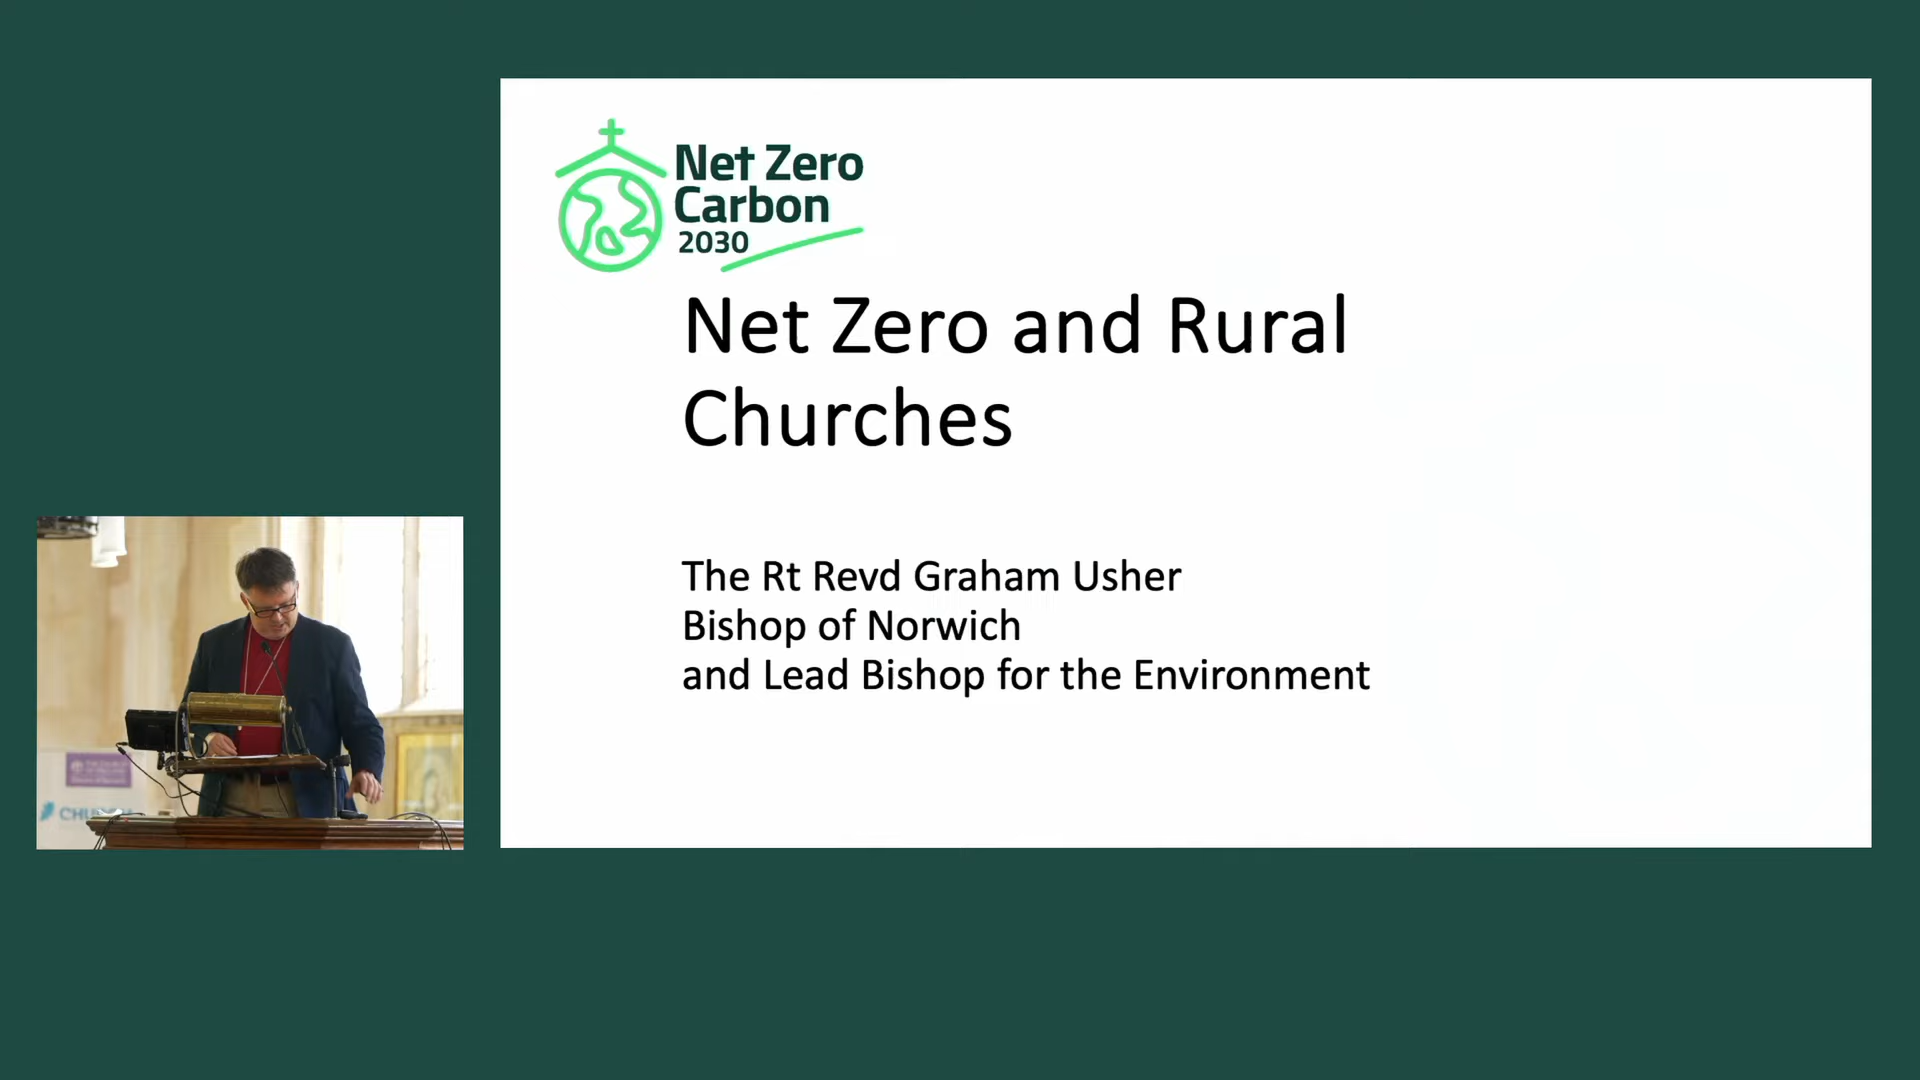 Net Zero
Carbon
2030
Net Zero and Rural
Churches
The Rt Revd Graham Usher
Bishop of Norwich
and Lead Bishop for the Environment